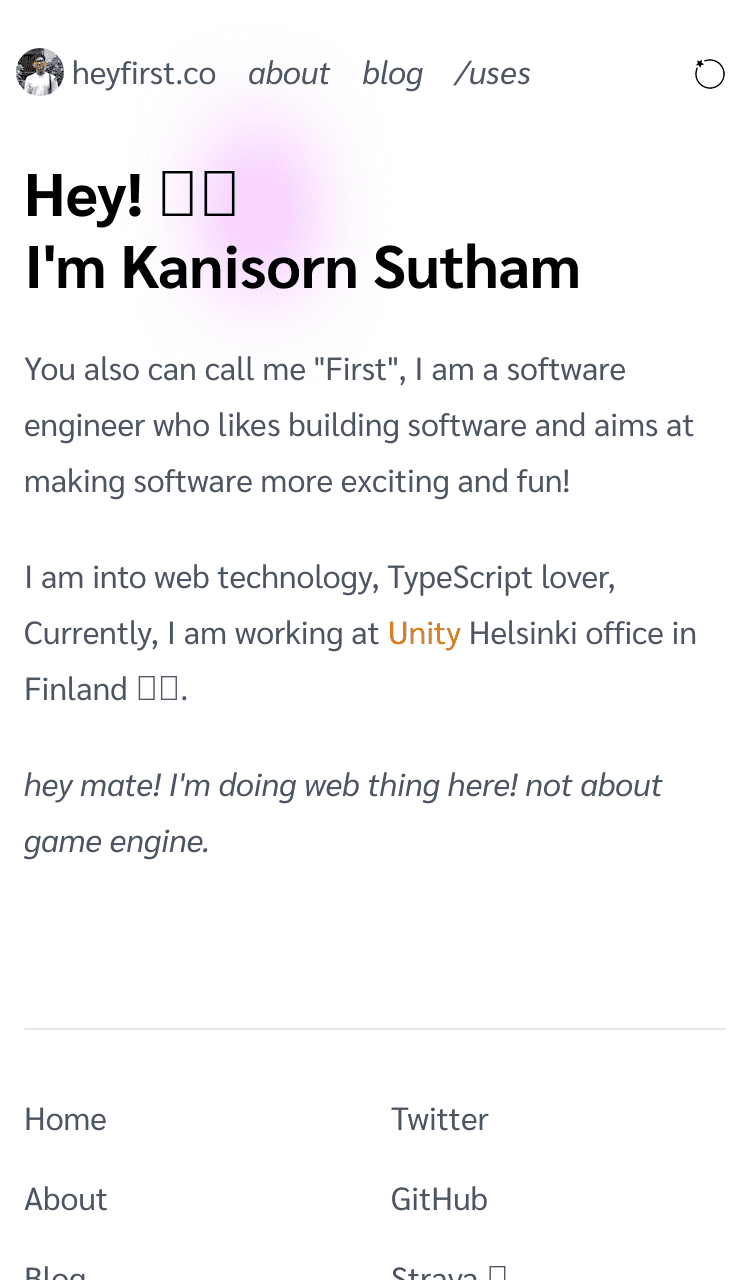 heyfirst.co about blog /uses
Hey! 
I'm Kanisorn Sutham
You also can call me "First", I am a software
engineer who likes building software and aims at
making software more exciting and fun!
I am into web technology, TypeScript lover,
Currently, I am working at Unity Helsinki office in
Finland .
hey mate! I'm doing web thing here! not about
game engine.
Home
Twitter
About
GitHub
Blog
Strava